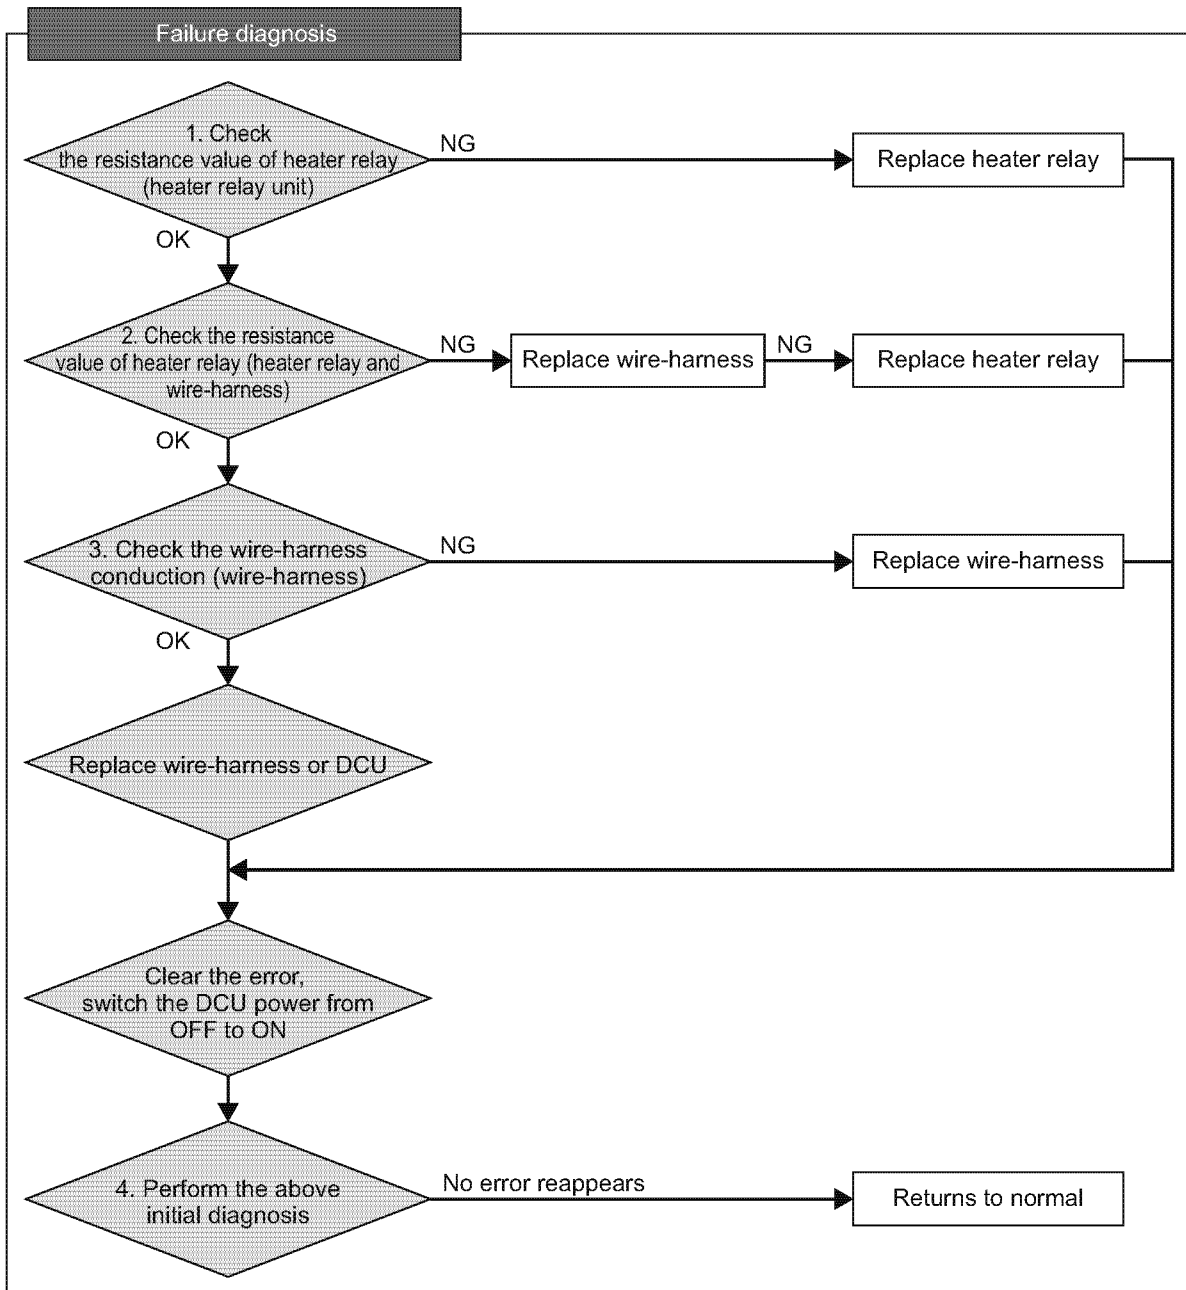 Failure diagnosis
1. Check
the resistance value of heater relay
(heater relay unit)
NG
Replace heater relay
OK
2. Check the resistance
value of heater relay (heater relay and
wire-harness)
NG
Replace wire-harness
NG
Replace heater relay
OK
3. Check the wire-harness
conduction (wire-harness)
NG
Replace wire-harness
OK
Replace wire-harness or DCU
Clear the error,
switch the DCU power from
OFF to ON
4. Perform the above
initial diagnosis
No error reappears
Returns to normal